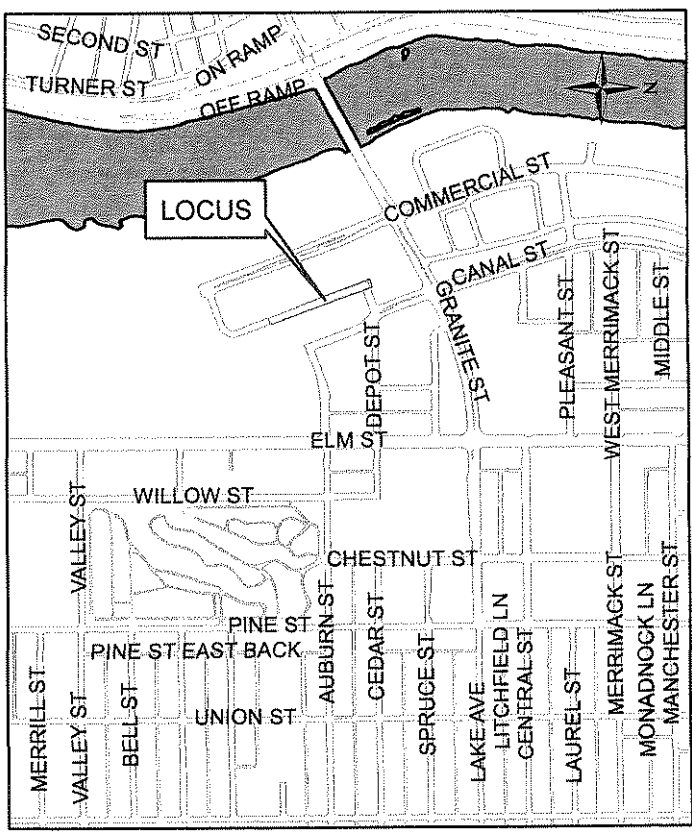 SECOND ST
ON RAMP
TURNER ST
OFF RAMP
N
LOCUS
COMMERCIAL ST
CANAL ST
GRANITE ST
PLEASANT ST
WEST MERRIMACK ST
MIDDLE ST
DEPOT ST
ELM ST
WILLOW ST
VALLEY ST
CHESTNUT ST
PINE ST
PINE ST EAST BACK
AUBURN ST
CEDAR ST
SPRUCE ST
LAKE AVE
LITCHFIELD LN
CENTRAL ST
LAUREL ST
MERRIMACK ST
MONADNOCK LN
MANCHESTER ST
UNION ST
MERRILL ST
VALLEY ST
BELL ST